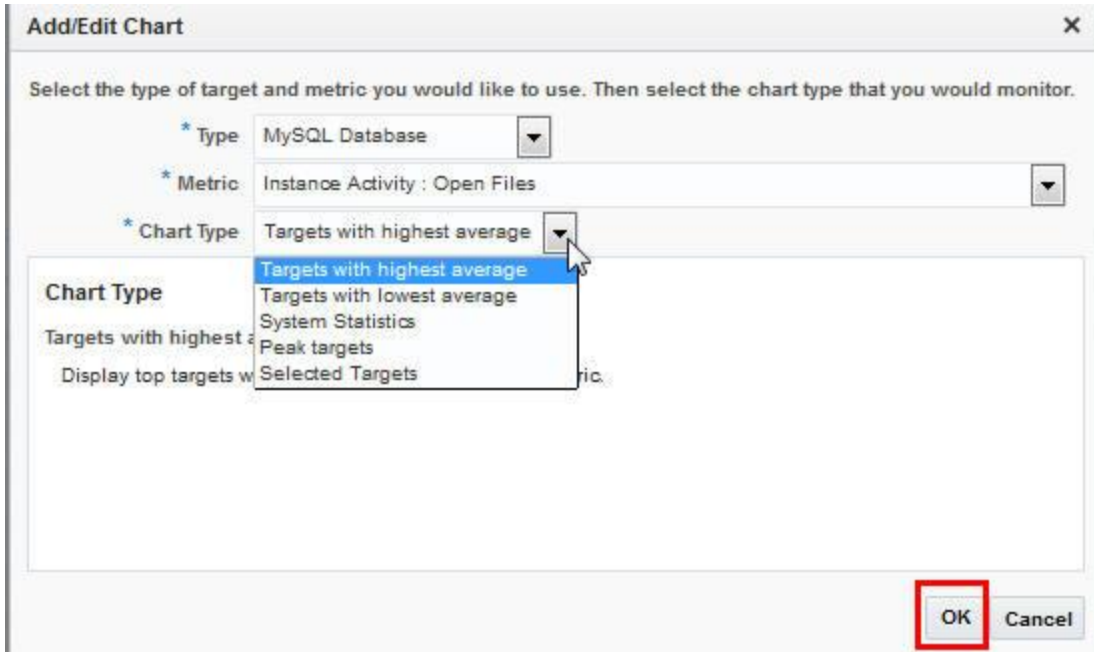 Add/Edit Chart
Select the type of target and metric you would like to use. Then select the chart type that you would monitor.
* Type MySQL Database
* Metric Instance Activity : Open Files
* Chart Type Targets with highest average
Targets with highest average
Targets with lowest average
System Statistics
Peak targets
Selected Targets
Chart Type
Targets with highest
Display top targets
OK Cancel